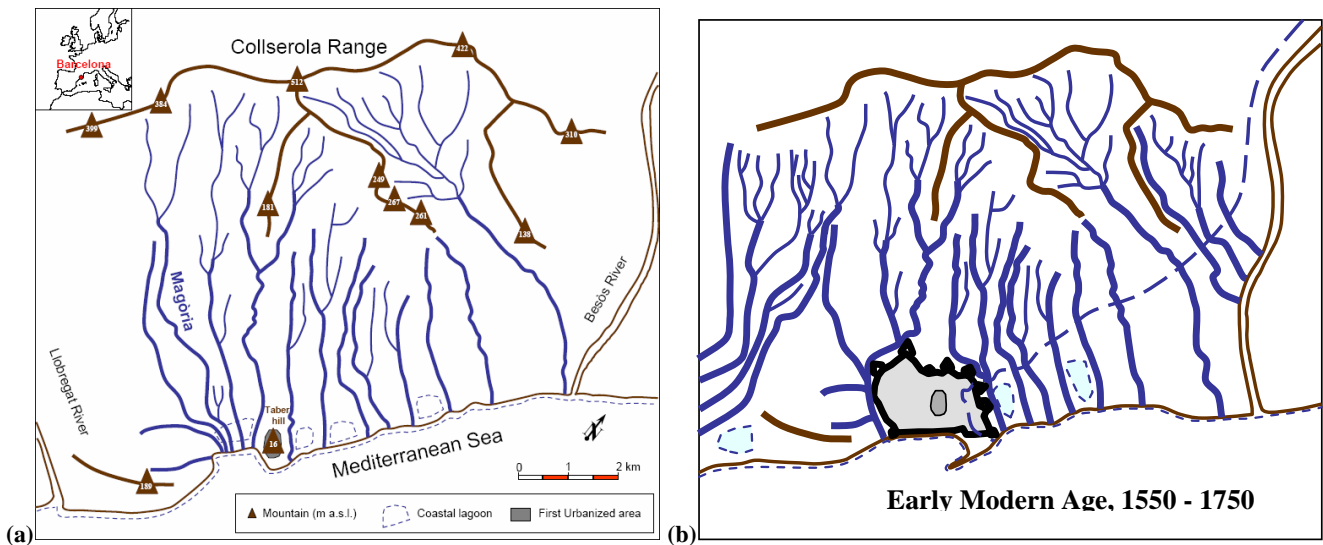 Barcelona
Collserola Range
422
512
384
399
310
249
267
261
181
138
Magòria
Besòs River
Llobregat River
Taber
hill
16
189
Mediterranean Sea
N
0 1 2 km
Mountain (m a.s.l.)
Coastal lagoon
First Urbanized area
(a)
(b)
Early Modern Age, 1550 - 1750